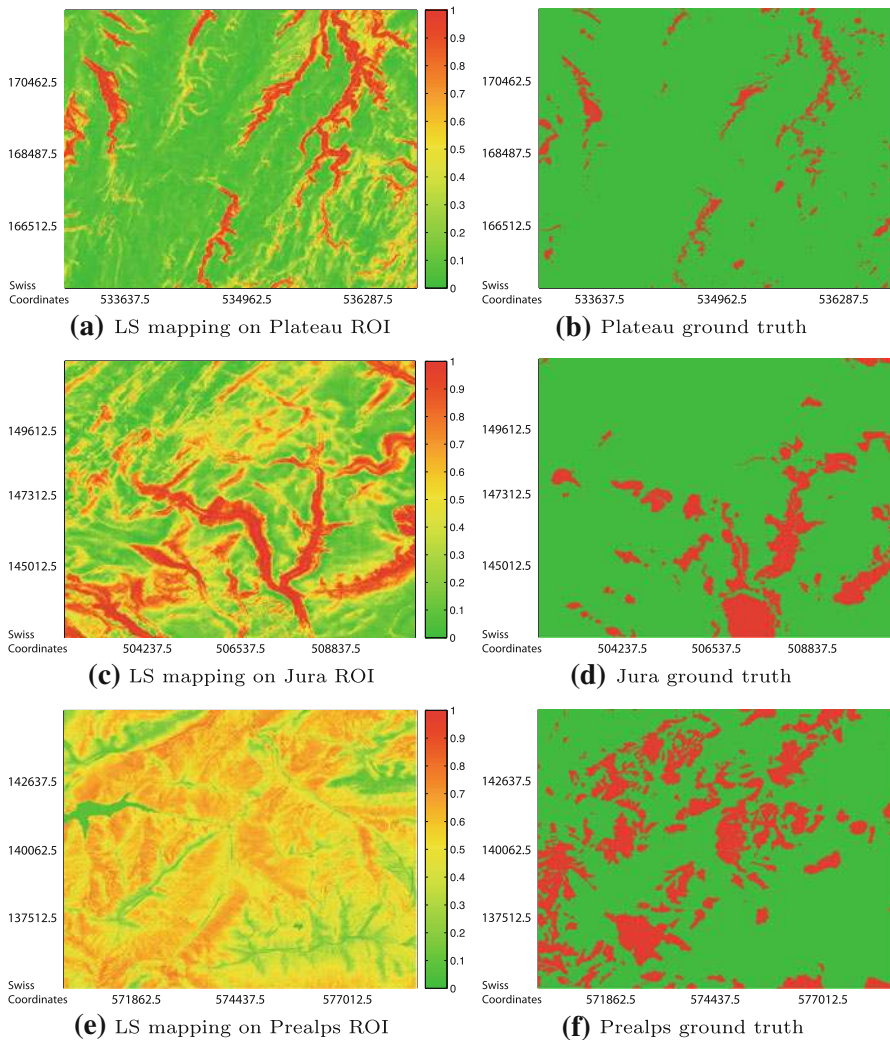 170462.5
168487.5
166512.5
Swiss
Coordinates
533637.5 534962.5 536287.5
1
0.9
0.8
0.7
0.6
0.5
0.4
0.3
0.2
0.1
0
(a) LS mapping on Plateau ROI
170462.5
168487.5
166512.5
Swiss
Coordinates
533637.5 534962.5 536287.5
(b) Plateau ground truth
149612.5
147312.5
145012.5
Swiss
Coordinates
504237.5 506537.5 508837.5
1
0.9
0.8
0.7
0.6
0.5
0.4
0.3
0.2
0.1
0
(c) LS mapping on Jura ROI
149612.5
147312.5
145012.5
Swiss
Coordinates
504237.5 506537.5 508837.5
(d) Jura ground truth
142637.5
140062.5
137512.5
Swiss
Coordinates
571862.5 574437.5 577012.5
1
0.9
0.8
0.7
0.6
0.5
0.4
0.3
0.2
0.1
0
(e) LS mapping on Prealps ROI
142637.5
140062.5
137512.5
Swiss
Coordinates
571862.5 574437.5 577012.5
(f) Prealps ground truth